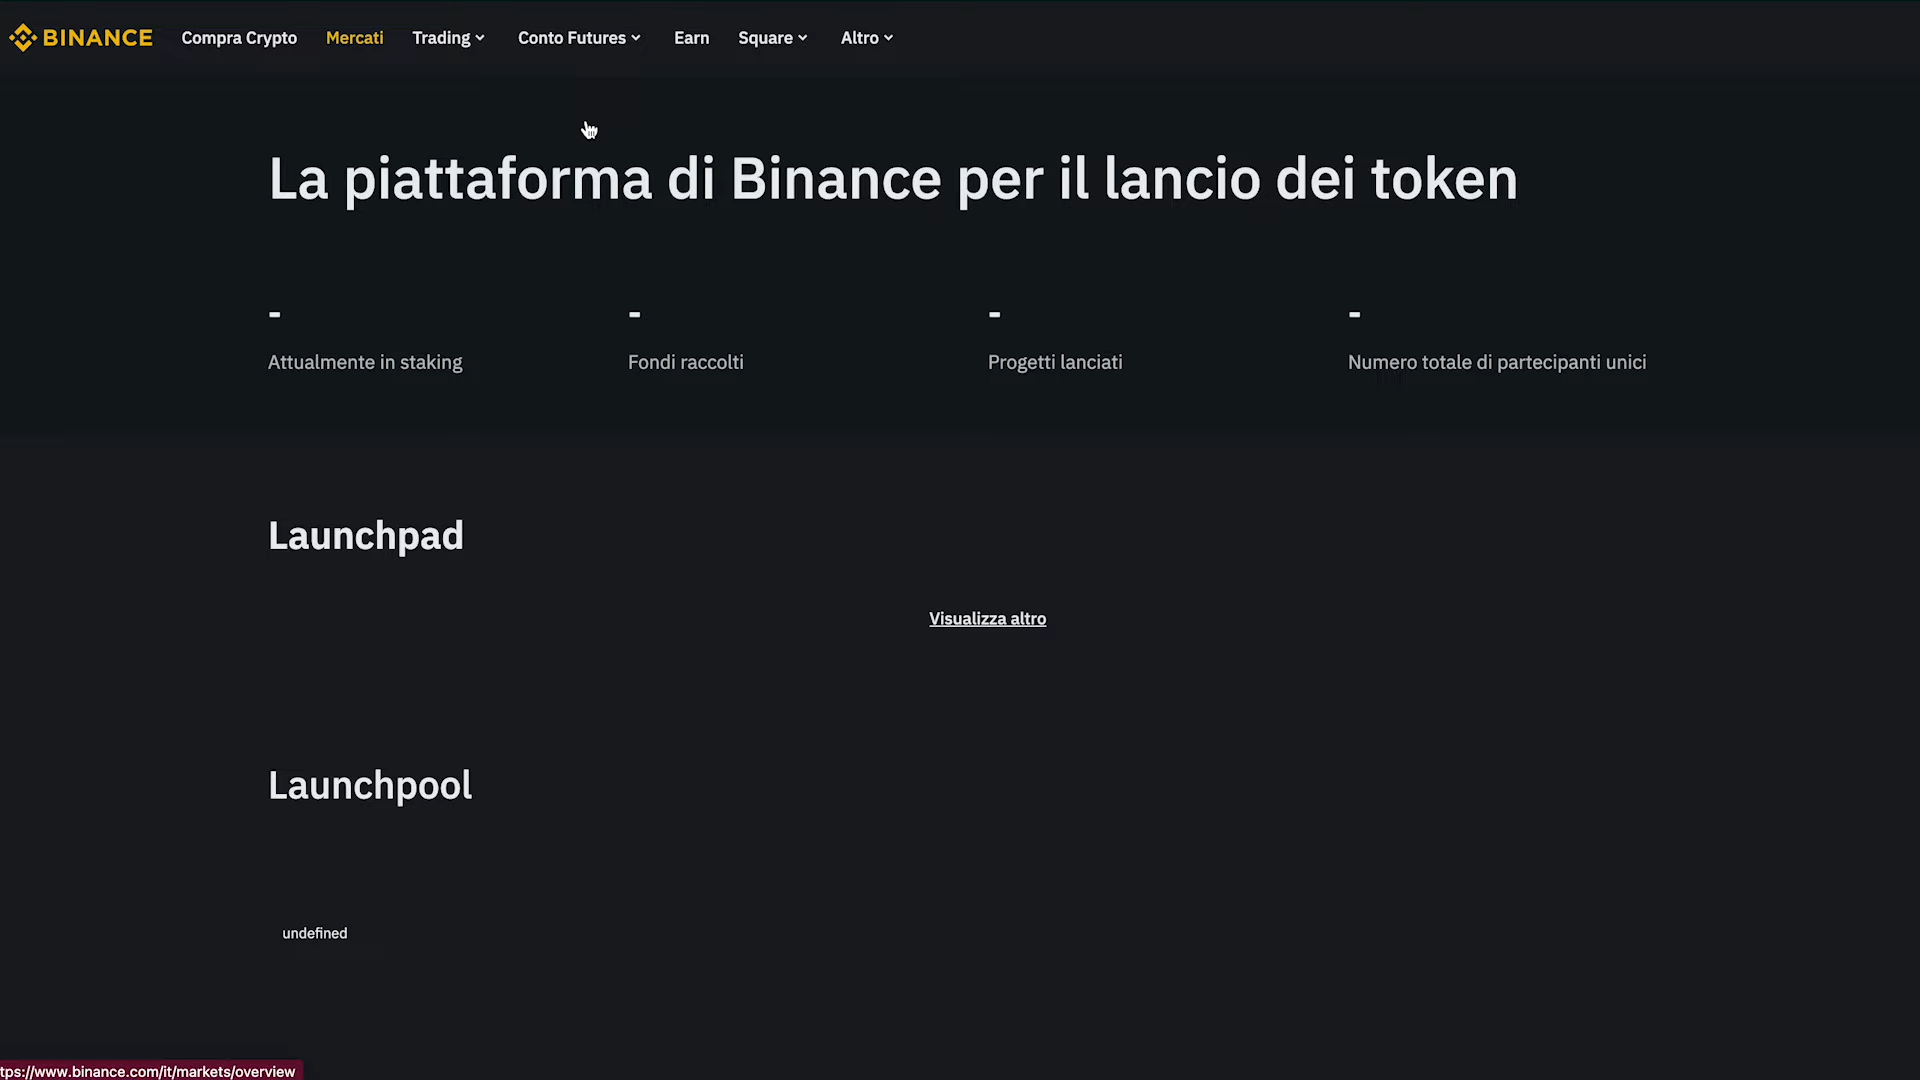 BINANCE Compra Crypto Mercati Trading Conto Futures Earn Square Altro
La piattaforma di Binance per il lancio dei token
- - - -
Attualmente in staking Fondi raccolti Progetti lanciati Numero totale di partecipanti unici
Launchpad
Visualizza altro
Launchpool
undefined
tps://www.binance.com/it/markets/overview